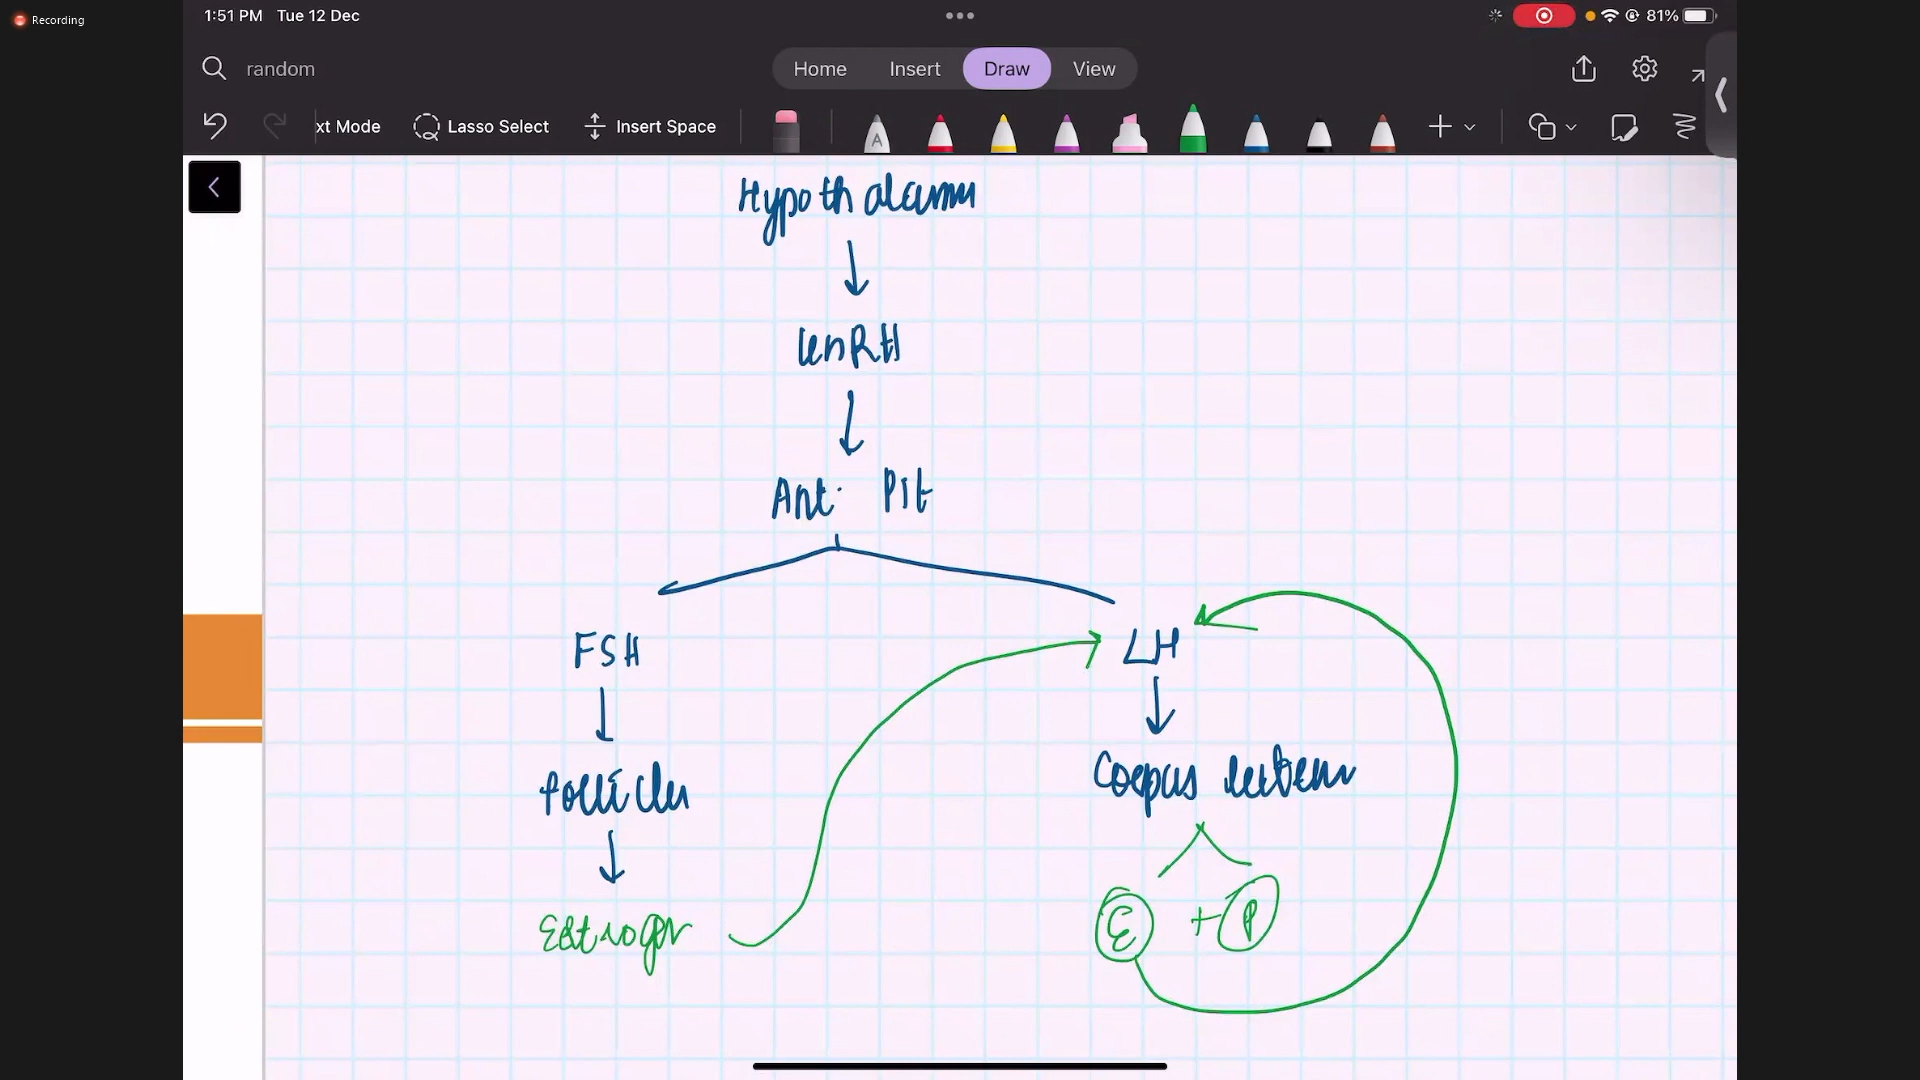 Recording
1:51 PM Tue 12 Dec
81%
random
Home Insert Draw View
xt Mode Lasso Select Insert Space
A
Hypothalamu
GnRH
Ant. Pit
FSH LH
follicles Corpus luteum
Estrogen E + P